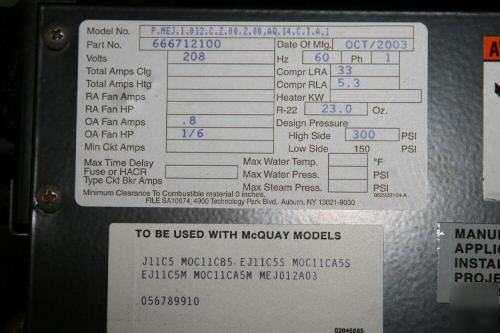 Model No. P.MEJ.1.012.C.Z.00.Z.00.AQ.14.C.1.A.1
Part No. 666712100 Date Of Mfg. OCT/2003
Volts 208 Hz 60 Ph 1
Total Amps Clg Compr LRA 33
Total Amps Htg Compr RLA 5.3
RA Fan Amps Heater KW
RA Fan HP R-22 23.0 Oz.
OA Fan Amps .8 Design Pressure
OA Fan HP 1/6 High Side 300 PSI
Min Ckt Amps Low Side 150 PSI
Max Time Delay Max Water Temp. °F
Fuse or HACR Max Water Press. PSI
Type Ckt Bkr Amps Max Steam Press. PSI
Minimum Clearance To Combustible material 0 inches. 062933104-A
FILE SA10074; 4900 Technology Park Blvd, Auburn, NY 13021-9030
TO BE USED WITH McQUAY MODELS
J11C5 MOC11CB5 EJ11C5S MOC11CA5S
EJ11C5M MOC11CA5M MEJ012A03
056789910
02046685
MANU
APPLIC
INSTAL
PROJE